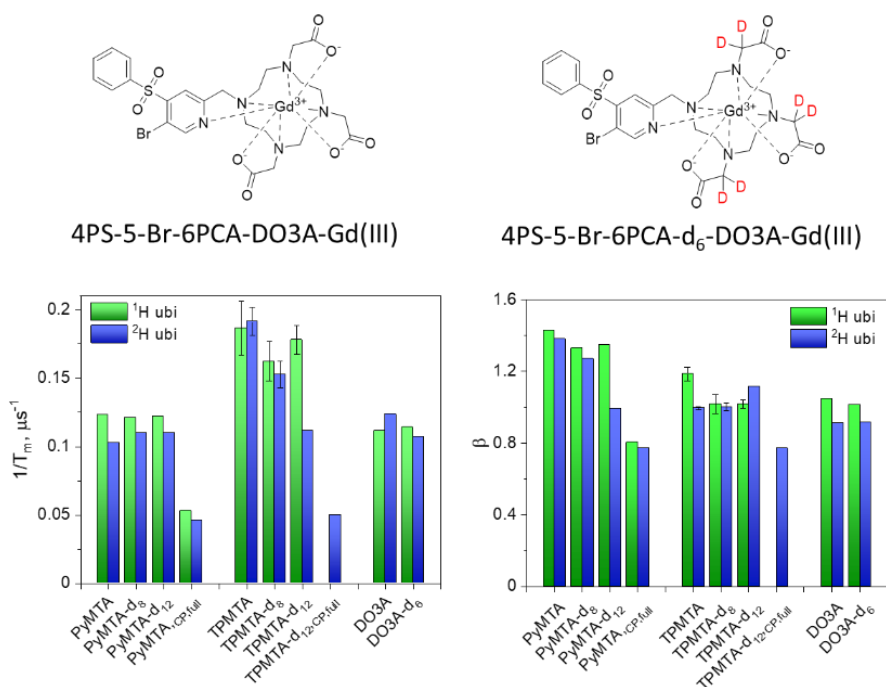 O
O-
N
N
Gd3+
N
N
N
O
S
O
Br
O-
O
O-
O
D
D
O
O-
N
N
Gd3+
N
N
N
O
S
O
Br
D
D
O-
O
O-
O
D
D
4PS-5-Br-6PCA-DO3A-Gd(III)
4PS-5-Br-6PCA-d6-DO3A-Gd(III)
1H ubi
2H ubi
1/Tm, μs-1
0.2
0.15
0.1
0.05
0
PyMTA
PyMTA-d8
PyMTA-d12
PyMTA,CP,full
TPMTA
TPMTA-d8
TPMTA-d12
TPMTA-d12,CP,full
DO3A
DO3A-d6
1H ubi
2H ubi
β
1.6
1.2
0.8
0.4
0
PyMTA
PyMTA-d8
PyMTA-d12
PyMTA,CP,full
TPMTA
TPMTA-d8
TPMTA-d12
TPMTA-d12,CP,full
DO3A
DO3A-d6